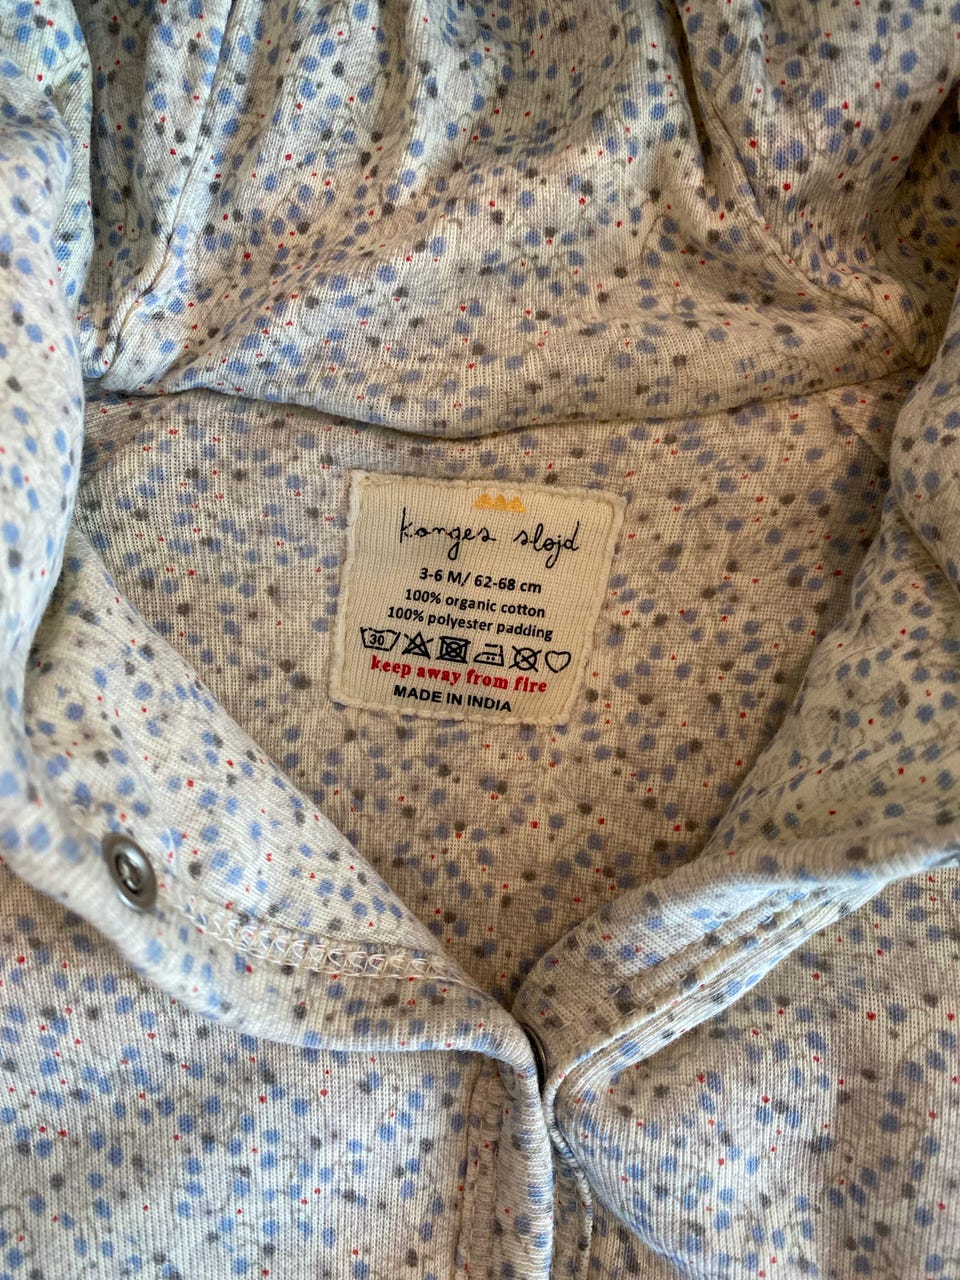 konges sløjd
3-6 M/ 62-68 cm
100% organic cotton
100% polyester padding
30
keep away from fire
MADE IN INDIA